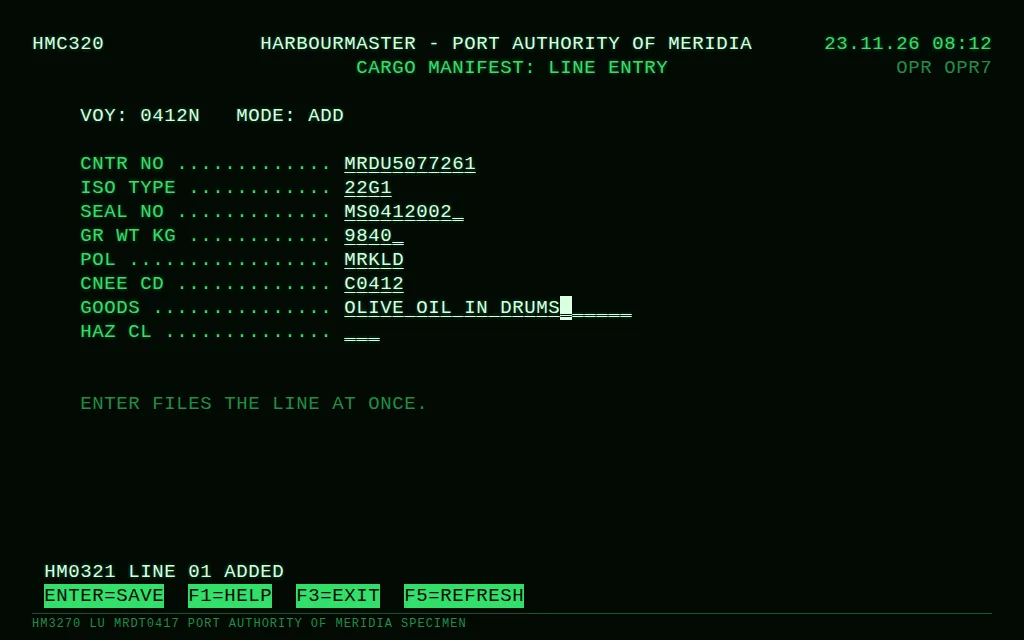 HMC320 HARBOURMASTER - PORT AUTHORITY OF MERIDIA 23.11.26 08:12
CARGO MANIFEST: LINE ENTRY OPR OPR7
VOY: 0412N MODE: ADD
CNTR NO ............. MRDU5077261
ISO TYPE ............ 22G1
SEAL NO ............. MS0412002_
GR WT KG ............ 9840_
POL ................. MRKLD
CNEE CD ............. C0412
GOODS ............... OLIVE OIL IN DRUMS______
HAZ CL .............. ___
ENTER FILES THE LINE AT ONCE.
HM0321 LINE 01 ADDED
ENTER=SAVE F1=HELP F3=EXIT F5=REFRESH
HM3270 LU MRDT0417 PORT AUTHORITY OF MERIDIA SPECIMEN